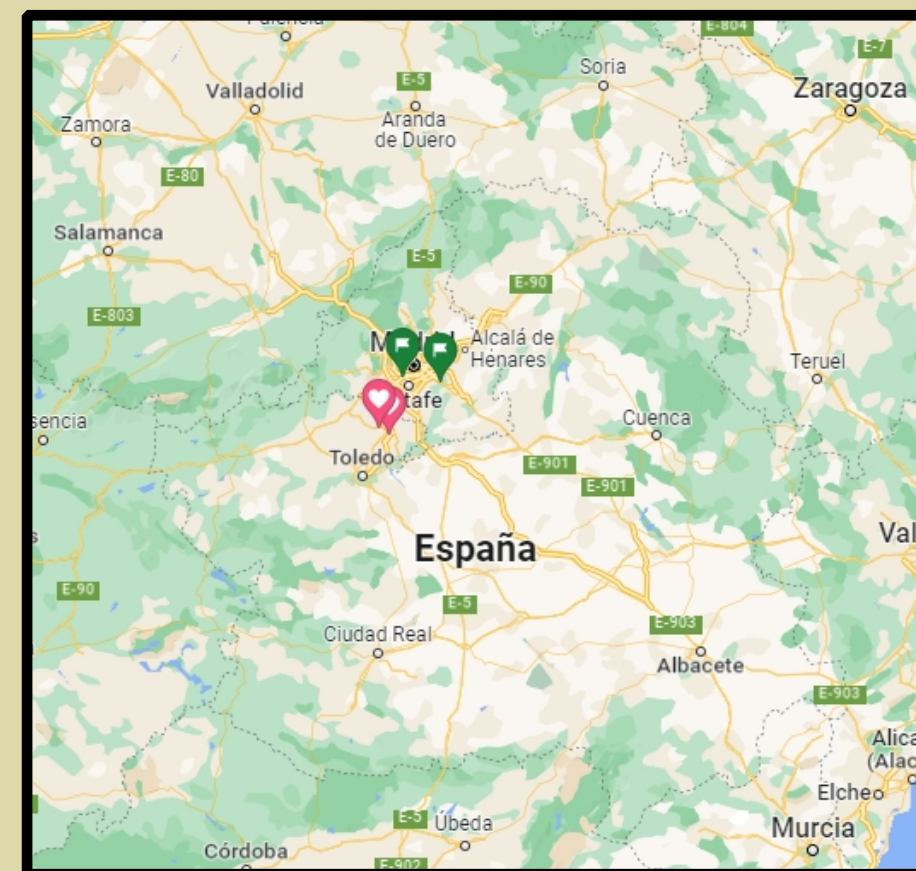 Palencia
E-804
E-7
Soria
Valladolid
E-5
Zaragoza
Aranda
de Duero
Zamora
E-80
Salamanca
E-5
E-90
E-803
Alcalá de
Henares
Teruel
tafe
sencia
Cuenca
Toledo
E-901
E-901
Val
España
E-90
E-5
E-903
Ciudad Real
Albacete
E-903
Alica
(Alac
Elche
E-5
Úbeda
Murcia
Córdoba
E-902